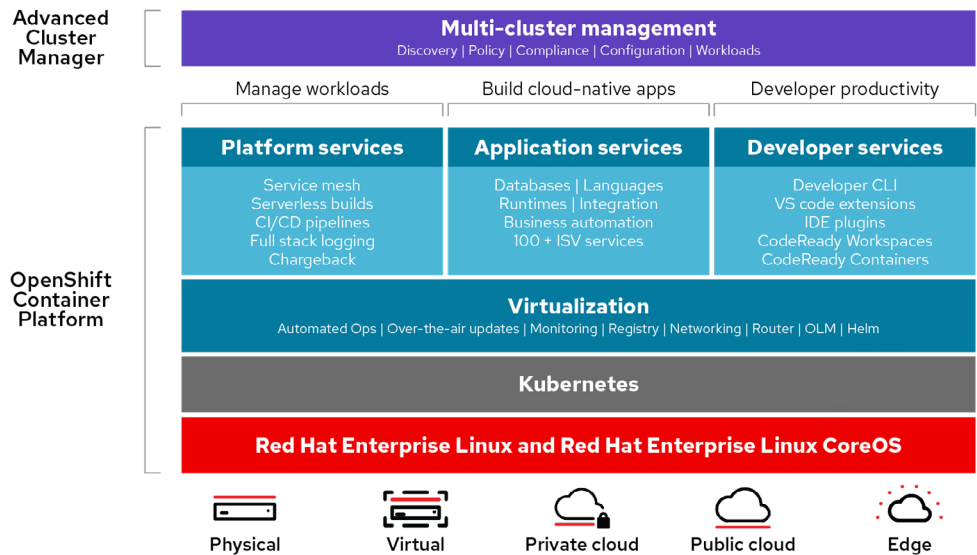 Advanced
Cluster
Manager
Multi-cluster management
Discovery | Policy | Compliance | Configuration | Workloads
Manage workloads
Build cloud-native apps
Developer productivity
OpenShift
Container
Platform
Platform services
Service mesh
Serverless builds
CI/CD pipelines
Full stack logging
Chargeback
Application services
Databases | Languages
Runtimes | Integration
Business automation
100 + ISV services
Developer services
Developer CLI
VS code extensions
IDE plugins
CodeReady Workspaces
CodeReady Containers
Virtualization
Automated Ops | Over-the-air updates | Monitoring | Registry | Networking | Router | OLM | Helm
Kubernetes
Red Hat Enterprise Linux and Red Hat Enterprise Linux CoreOS
Physical
Virtual
Private cloud
Public cloud
Edge